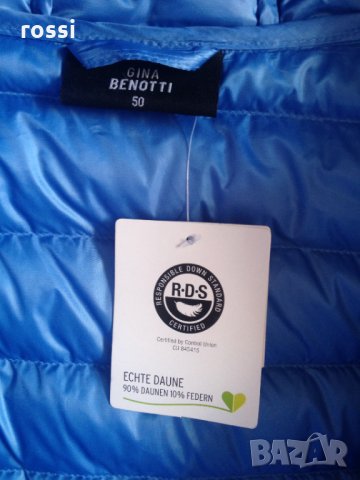 rossi
GINA
BENOTTI
50
RESPONSIBLE DOWN STANDARD
R·D·S
CERTIFIED
Certified by Control Union
CU 845415
ECHTE DAUNE
90% DAUNEN 10% FEDERN
BAZAR